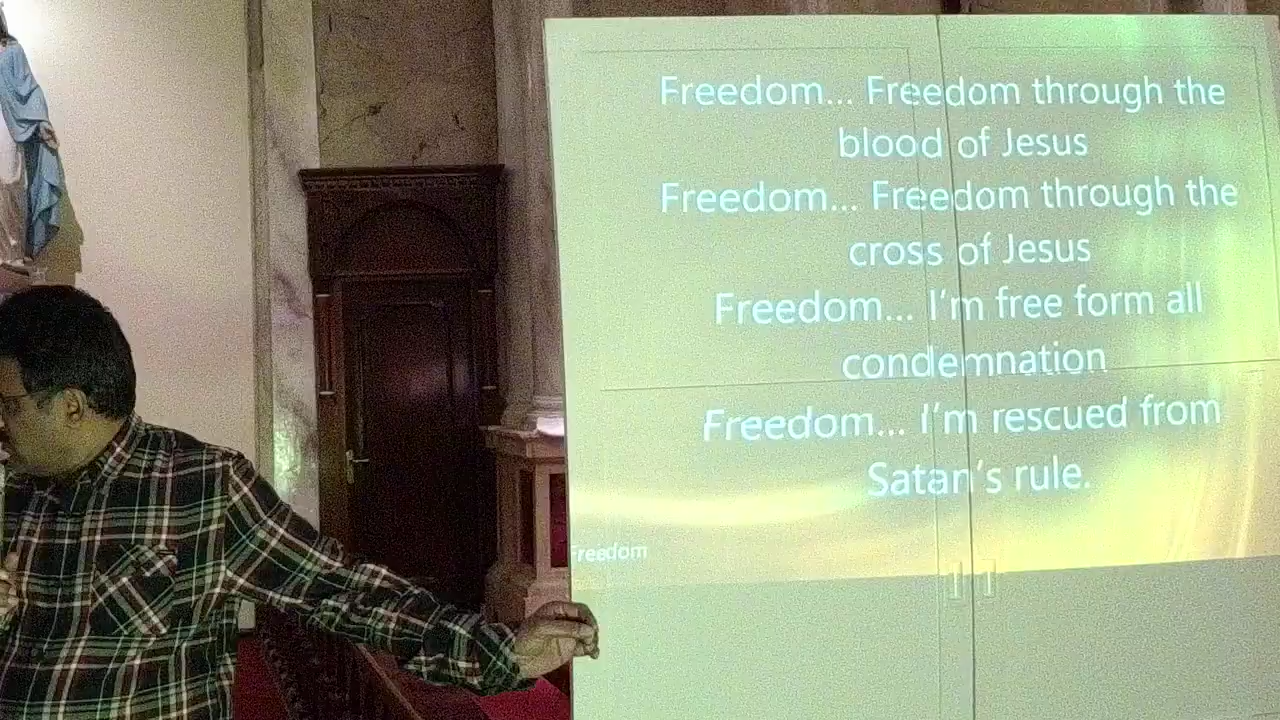 Freedom... Freedom through the
blood of Jesus
Freedom... Freedom through the
cross of Jesus
Freedom... I'm free form all
condemnation
Freedom... I'm rescued from
Satan's rule.
Freedom